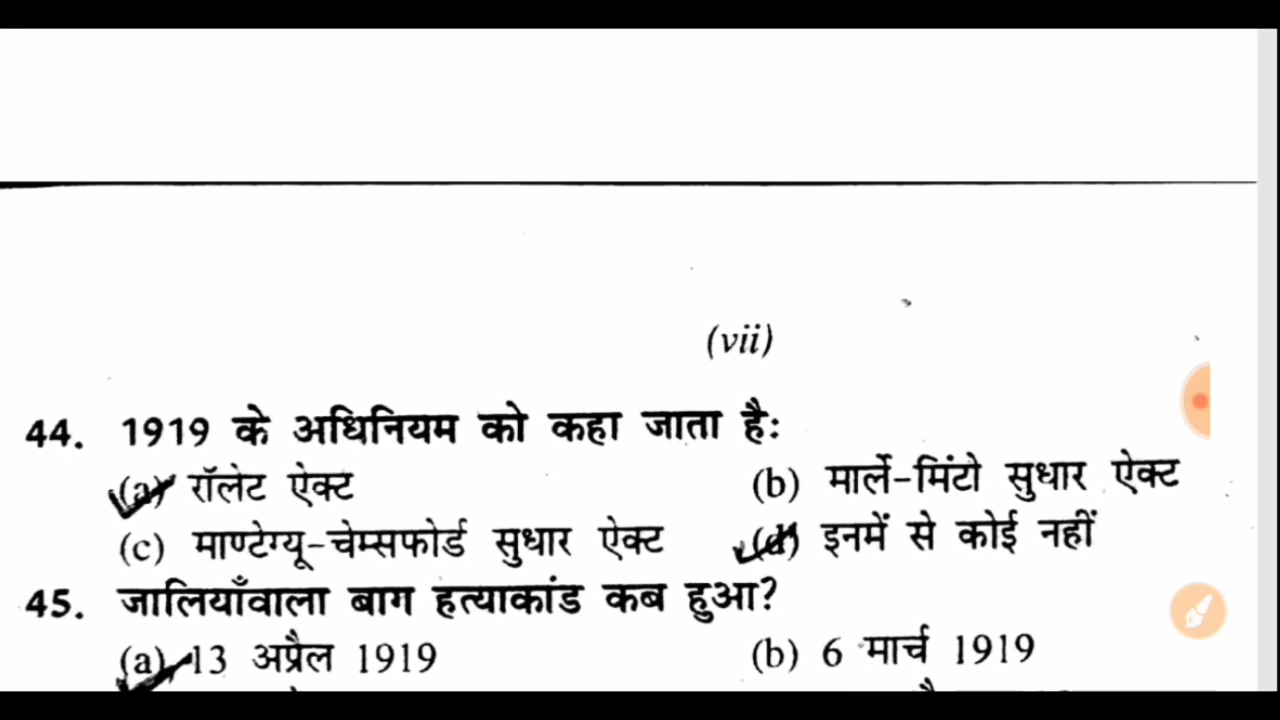 (vii)
44. 1919 के अधिनियम को कहा जाता है:
(a) रॉलेट ऐक्ट (b) मार्ले-मिंटो सुधार ऐक्ट
(c) माण्टेग्यू-चेम्सफोर्ड सुधार ऐक्ट (d) इनमें से कोई नहीं
45. जालियाँवाला बाग हत्याकांड कब हुआ?
(a) 13 अप्रैल 1919 (b) 6 मार्च 1919